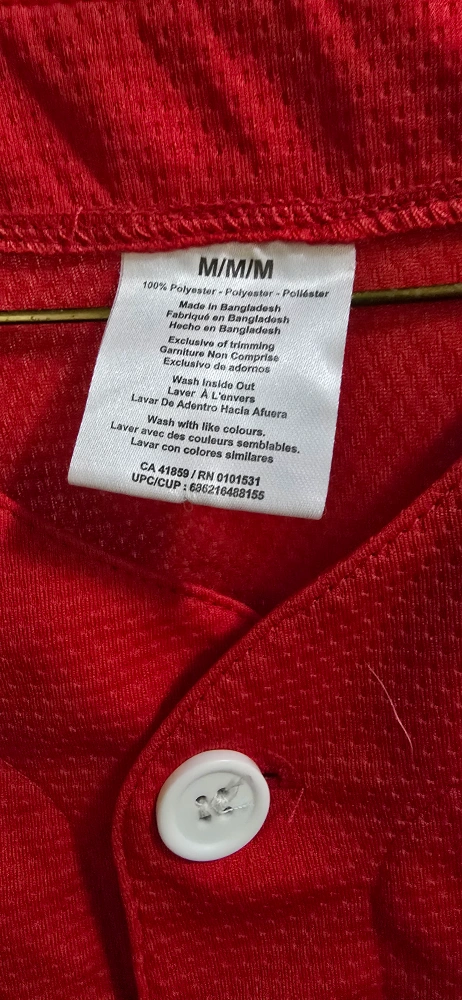 M/M/M
100% Polyester - Polyester - Poliéster
Made in Bangladesh
Fabriqué en Bangladesh
Hecho en Bangladesh
Exclusive of trimming
Garniture Non Comprise
Exclusivo de adornos
Wash Inside Out
Laver À L'envers
Lavar De Adentro Hacia Afuera
Wash with like colours.
Laver avec des couleurs semblables.
Lavar con colores similares
CA 41859 / RN 0101531
UPC/CUP : 686216488155